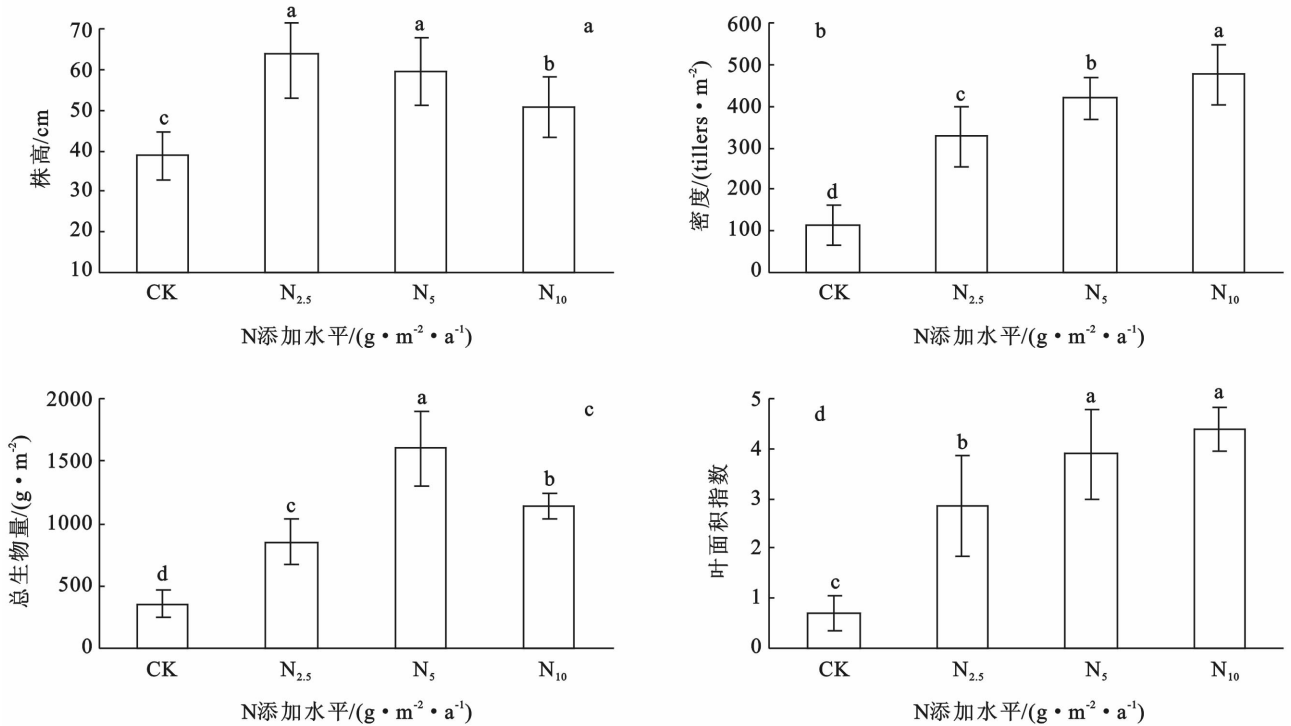 a
株高/cm
70
60
50
40
30
20
10
c
a
a
b
CK
N₂.₅
N₅
N₁₀
N添加水平/(g·m⁻²·a⁻¹)
b
密度/(tillers·m⁻²)
600
500
400
300
200
100
0
d
c
b
a
CK
N₂.₅
N₅
N₁₀
N添加水平/(g·m⁻²·a⁻¹)
c
总生物量/(g·m⁻²)
2000
1500
1000
500
0
d
c
a
b
CK
N₂.₅
N₅
N₁₀
N添加水平/(g·m⁻²·a⁻¹)
d
叶面积指数
5
4
3
2
1
0
c
b
a
a
CK
N₂.₅
N₅
N₁₀
N添加水平/(g·m⁻²·a⁻¹)